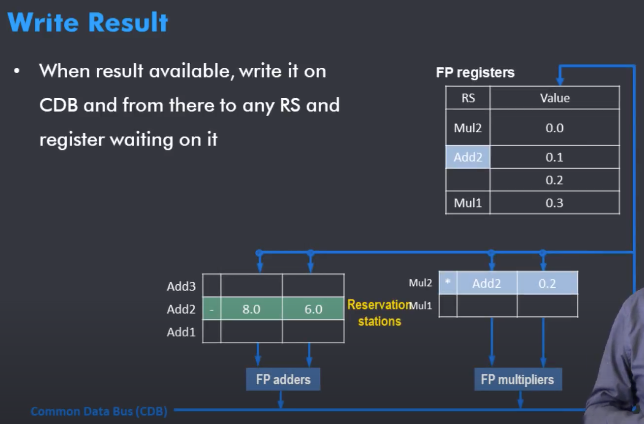 Write Result
• When result available, write it on
CDB and from there to any RS and
register waiting on it
FP registers
RS Value
Mul2 0.0
Add2 0.1
0.2
Mul1 0.3
Add3
Add2 - 8.0 6.0
Add1
Reservation
stations
Mul2 * Add2 0.2
Mul1
FP adders
FP multipliers
Common Data Bus (CDB)